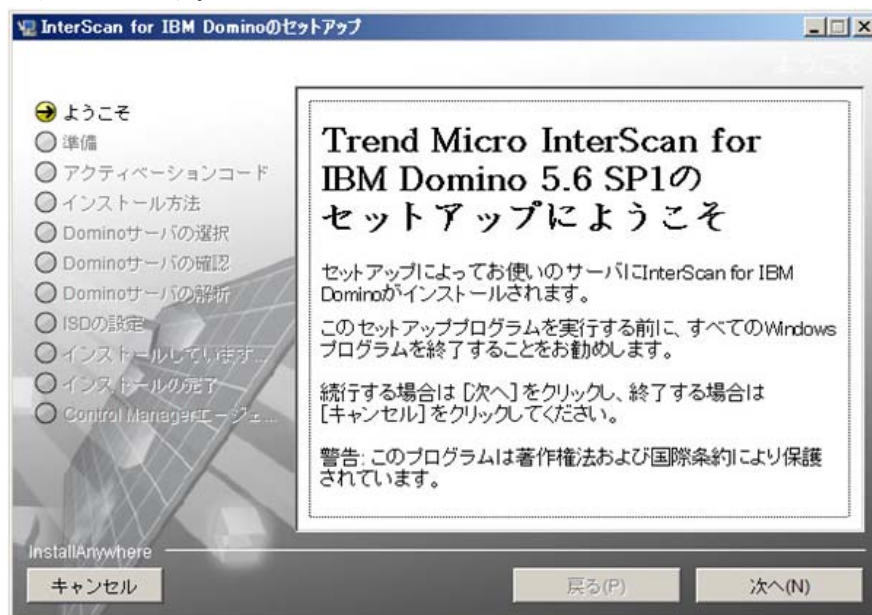 InterScan for IBM Dominoのセットアップ
ようこそ
ようこそ
準備
アクティベーションコード
インストール方法
Dominoサーバの選択
Dominoサーバの確認
Dominoサーバの解析
ISDの設定
インストールしています...
インストールの完了
Control Managerエージェ...
Trend Micro InterScan for
IBM Domino 5.6 SP1の
セットアップにようこそ
セットアップによってお使いのサーバにInterScan for IBM
Dominoがインストールされます。
このセットアッププログラムを実行する前に、すべてのWindows
プログラムを終了することをお勧めします。
続行する場合は [次へ] をクリックし、終了する場合は
[キャンセル] をクリックしてください。
警告: このプログラムは著作権法および国際条約により保護
されています。
InstallAnywhere
キャンセル
戻る(P)
次へ(N)